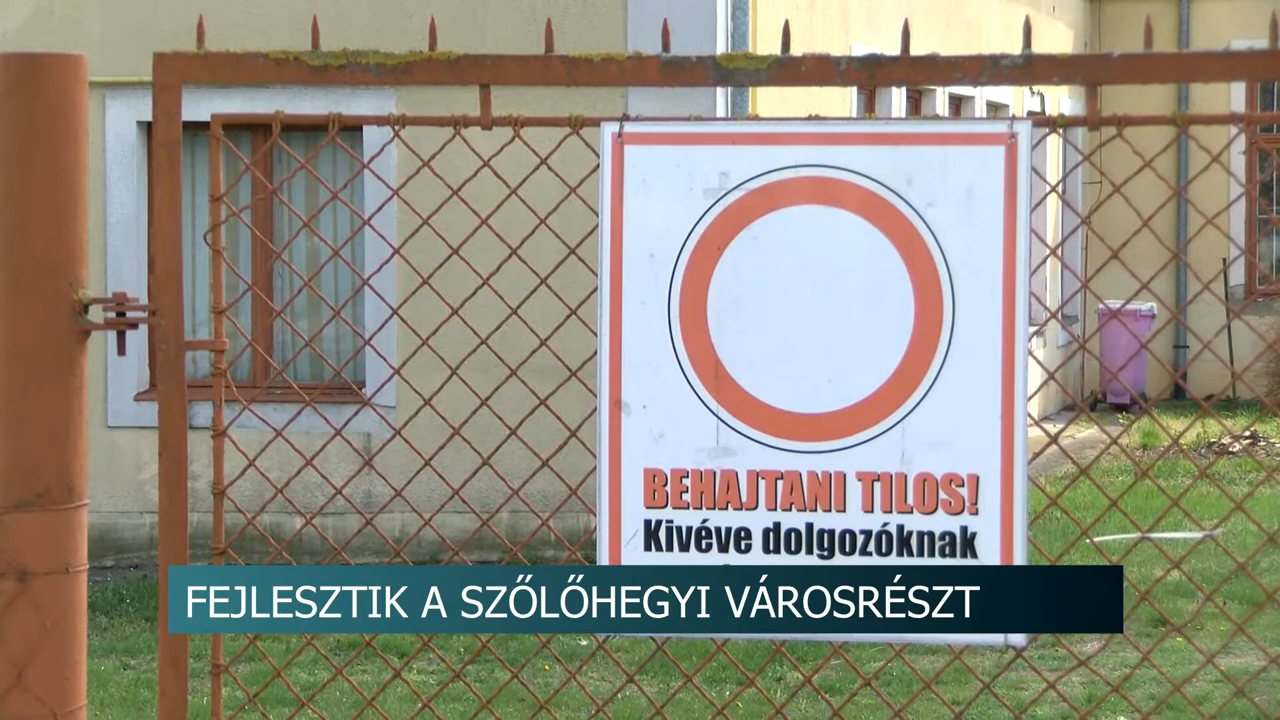 BEHAJTANI TILOS!
Kivéve dolgozóknak
FEJLESZTIK A SZŐLŐHEGYI VÁROSRÉSZT